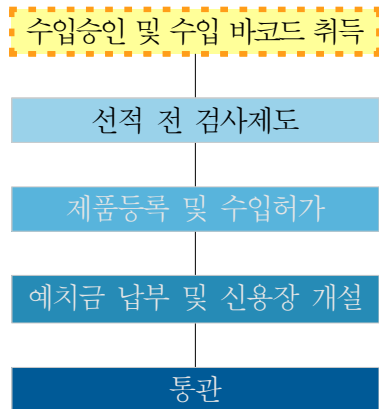 수입승인 및 수입 바코드 취득
선적 전 검사제도
제품등록 및 수입허가
예치금 납부 및 신용장 개설
통관